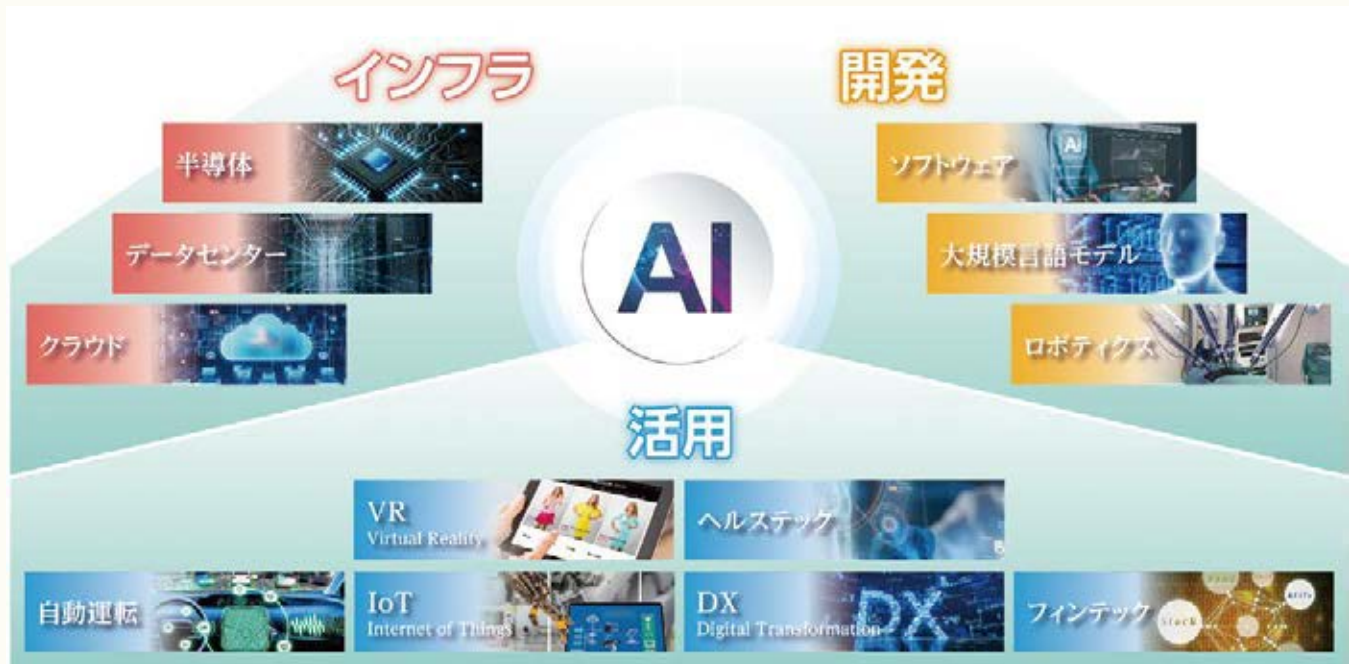 インフラ
半導体
データセンター
クラウド
AI
開発
ソフトウェア
AI
大規模言語モデル
ロボティクス
活用
VR
Virtual Reality
ヘルステック
自動運転
IoT
Internet of Things
DX
Digital Transformation
DX
フィンテック
Stock